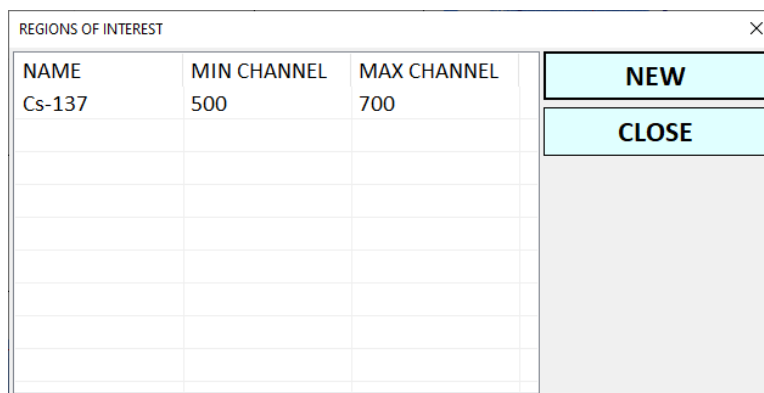 REGIONS OF INTEREST
NAME MIN CHANNEL MAX CHANNEL
Cs-137 500 700
NEW
CLOSE